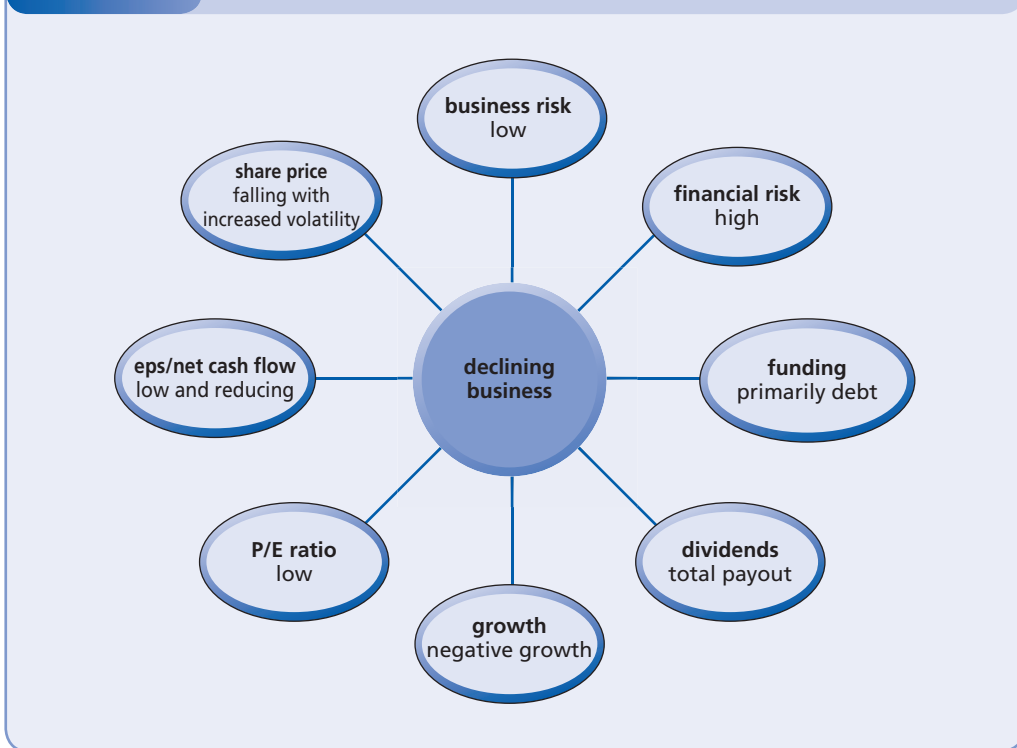 business risk
low
financial risk
high
funding
primarily debt
dividends
total payout
growth
negative growth
P/E ratio
low
eps/net cash flow
low and reducing
share price
falling with
increased volatility
declining
business